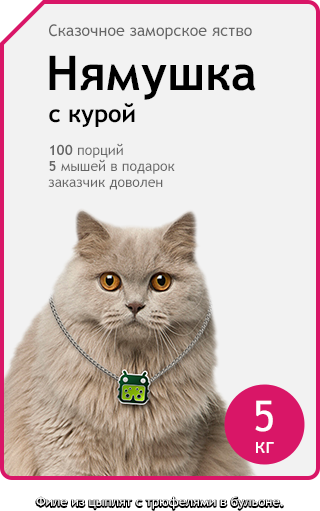 Сказочное заморское яство
Нямушка
с курой
100 порций
5 мышей в подарок
заказчик доволен
5
кг
Филе из цыплят с трюфелями в бульоне.